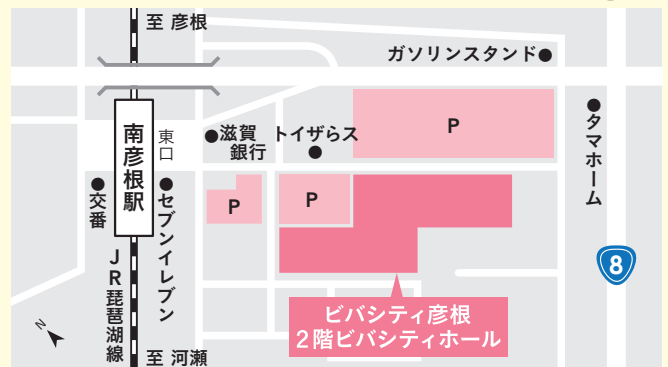 至 彦根
ガソリンスタンド
南彦根駅
東口
滋賀
銀行
トイザらス
P
タマホーム
交番
セブンイレブン
P
P
8
JR琵琶湖線
ビバシティ彦根
2階ビバシティホール
N
至 河瀬